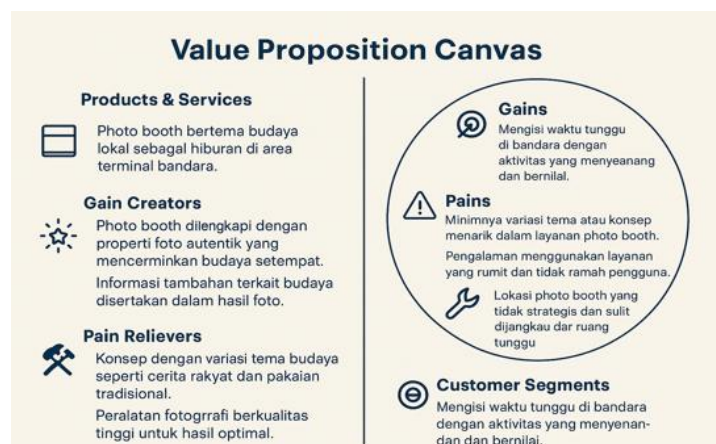 Value Proposition Canvas
Products & Services
Photo booth bertema budaya
lokal sebagai hiburan di area
terminal bandara.
Gain Creators
Photo booth dilengkapi dengan
properti foto autentik yang
mencerminkan budaya setempat.
Informasi tambahan terkait budaya
disertakan dalam hasil foto.
Pain Relievers
Konsep dengan variasi tema budaya
seperti cerita rakyat dan pakaian
tradisional.
Peralatan fotogrrafi berkualitas
tinggi untuk hasil optimal.
Gains
Mengisi waktu tunggu
di bandara dengan
aktivitas yang menyeanang
dan bernilal.
Pains
Minimnya variasi tema atau konsep
menarik dalam layanan photo booth.
Pengalaman menggunakan layanan
yang rumit dan tidak ramah pengguna.
Lokasi photo booth yang
tidak strategis dan sulit
dijangkau dar ruang
tunggu
Customer Segments
Mengisi waktu tunggu di bandara
dengan aktivitas yang menyenan-
dan dan bernilai.